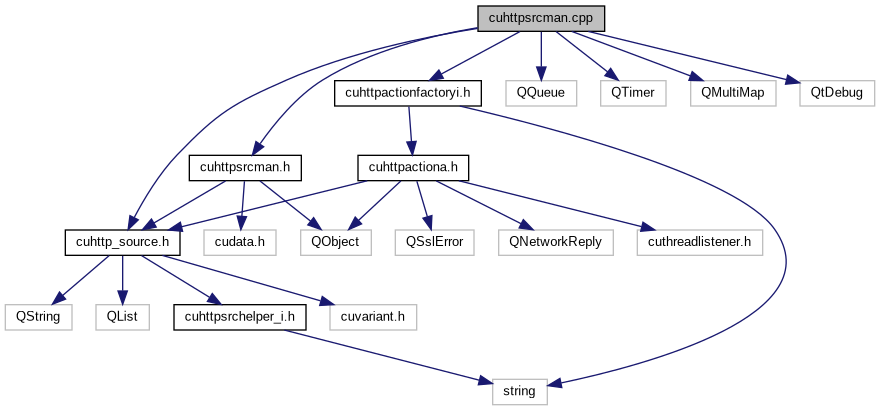 cuhttpsrcman.cpp
cuhttpactionfactoryi.h
QQueue
QTimer
QMultiMap
QtDebug
cuhttpsrcman.h
cuhttpactiona.h
cuhttp_source.h
cudata.h
QObject
QSslError
QNetworkReply
cuthreadlistener.h
QString
QList
cuhttpsrchelper_i.h
cuvariant.h
string